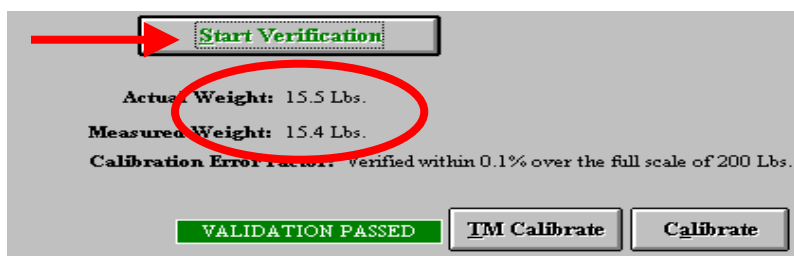 Start Verification
Actual Weight: 15.5 Lbs.
Measured Weight: 15.4 Lbs.
Calibration Error Factor: Verified within 0.1% over the full scale of 200 Lbs.
VALIDATION PASSED TM Calibrate Calibrate